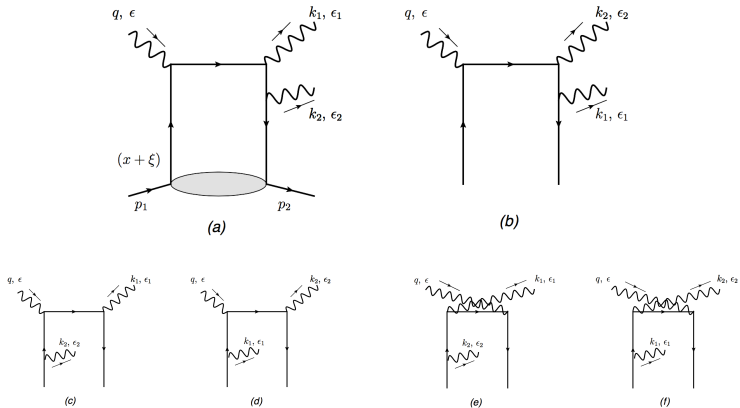 q, ϵ
k₁, ϵ₁
k₂, ϵ₂
(x + ξ)
p₁
p₂
(a)
q, ϵ
k₂, ϵ₂
k₁, ϵ₁
(b)
q, ϵ
k₁, ϵ₁
k₂, ϵ₂
(c)
q, ϵ
k₂, ϵ₂
k₁, ϵ₁
(d)
q, ϵ
k₁, ϵ₁
k₂, ϵ₂
(e)
q, ϵ
k₂, ϵ₂
k₁, ϵ₁
(f)